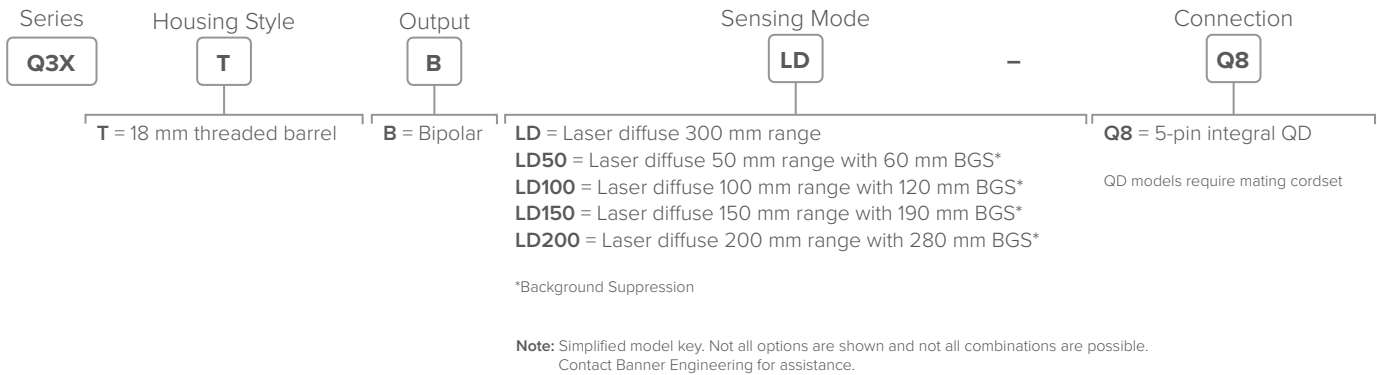 Series Housing Style Output Sensing Mode Connection
Q3X T B LD – Q8
T = 18 mm threaded barrel
B = Bipolar
LD = Laser diffuse 300 mm range
LD50 = Laser diffuse 50 mm range with 60 mm BGS*
LD100 = Laser diffuse 100 mm range with 120 mm BGS*
LD150 = Laser diffuse 150 mm range with 190 mm BGS*
LD200 = Laser diffuse 200 mm range with 280 mm BGS*
*Background Suppression
Q8 = 5-pin integral QD
QD models require mating cordset
Note: Simplified model key. Not all options are shown and not all combinations are possible.
Contact Banner Engineering for assistance.